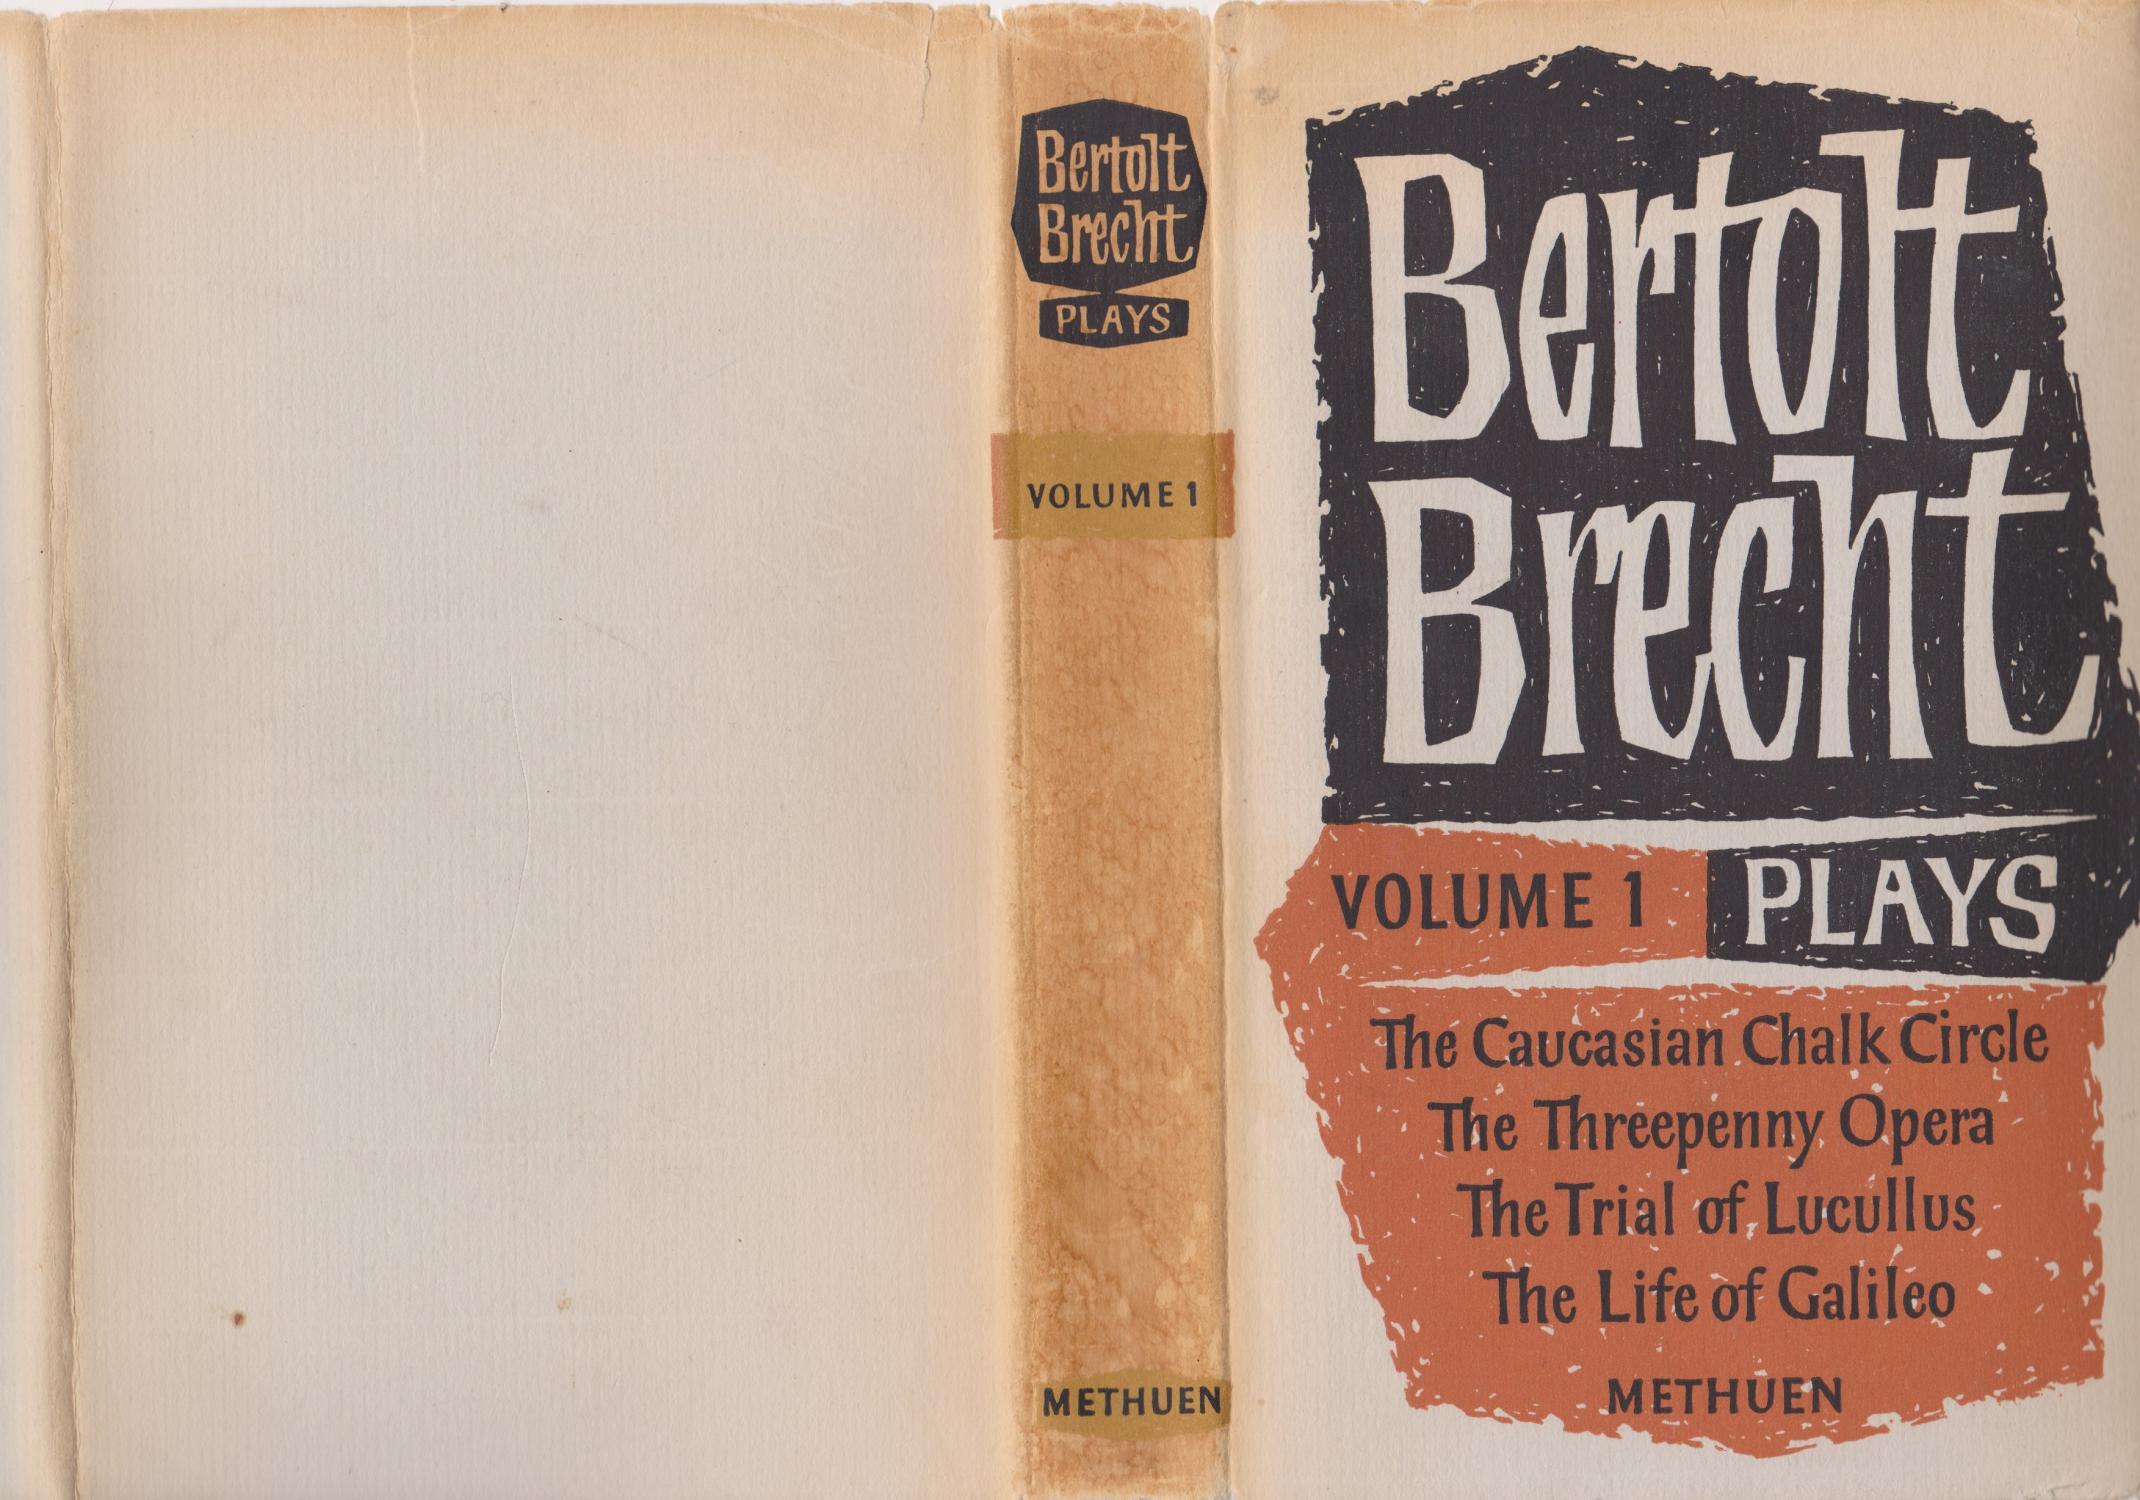 Bertolt
Brecht
PLAYS
VOLUME 1
METHUEN
Bertolt
Brecht
VOLUME 1 PLAYS
The Caucasian Chalk Circle
The Threepenny Opera
The Trial of Lucullus
The Life of Galileo
METHUEN